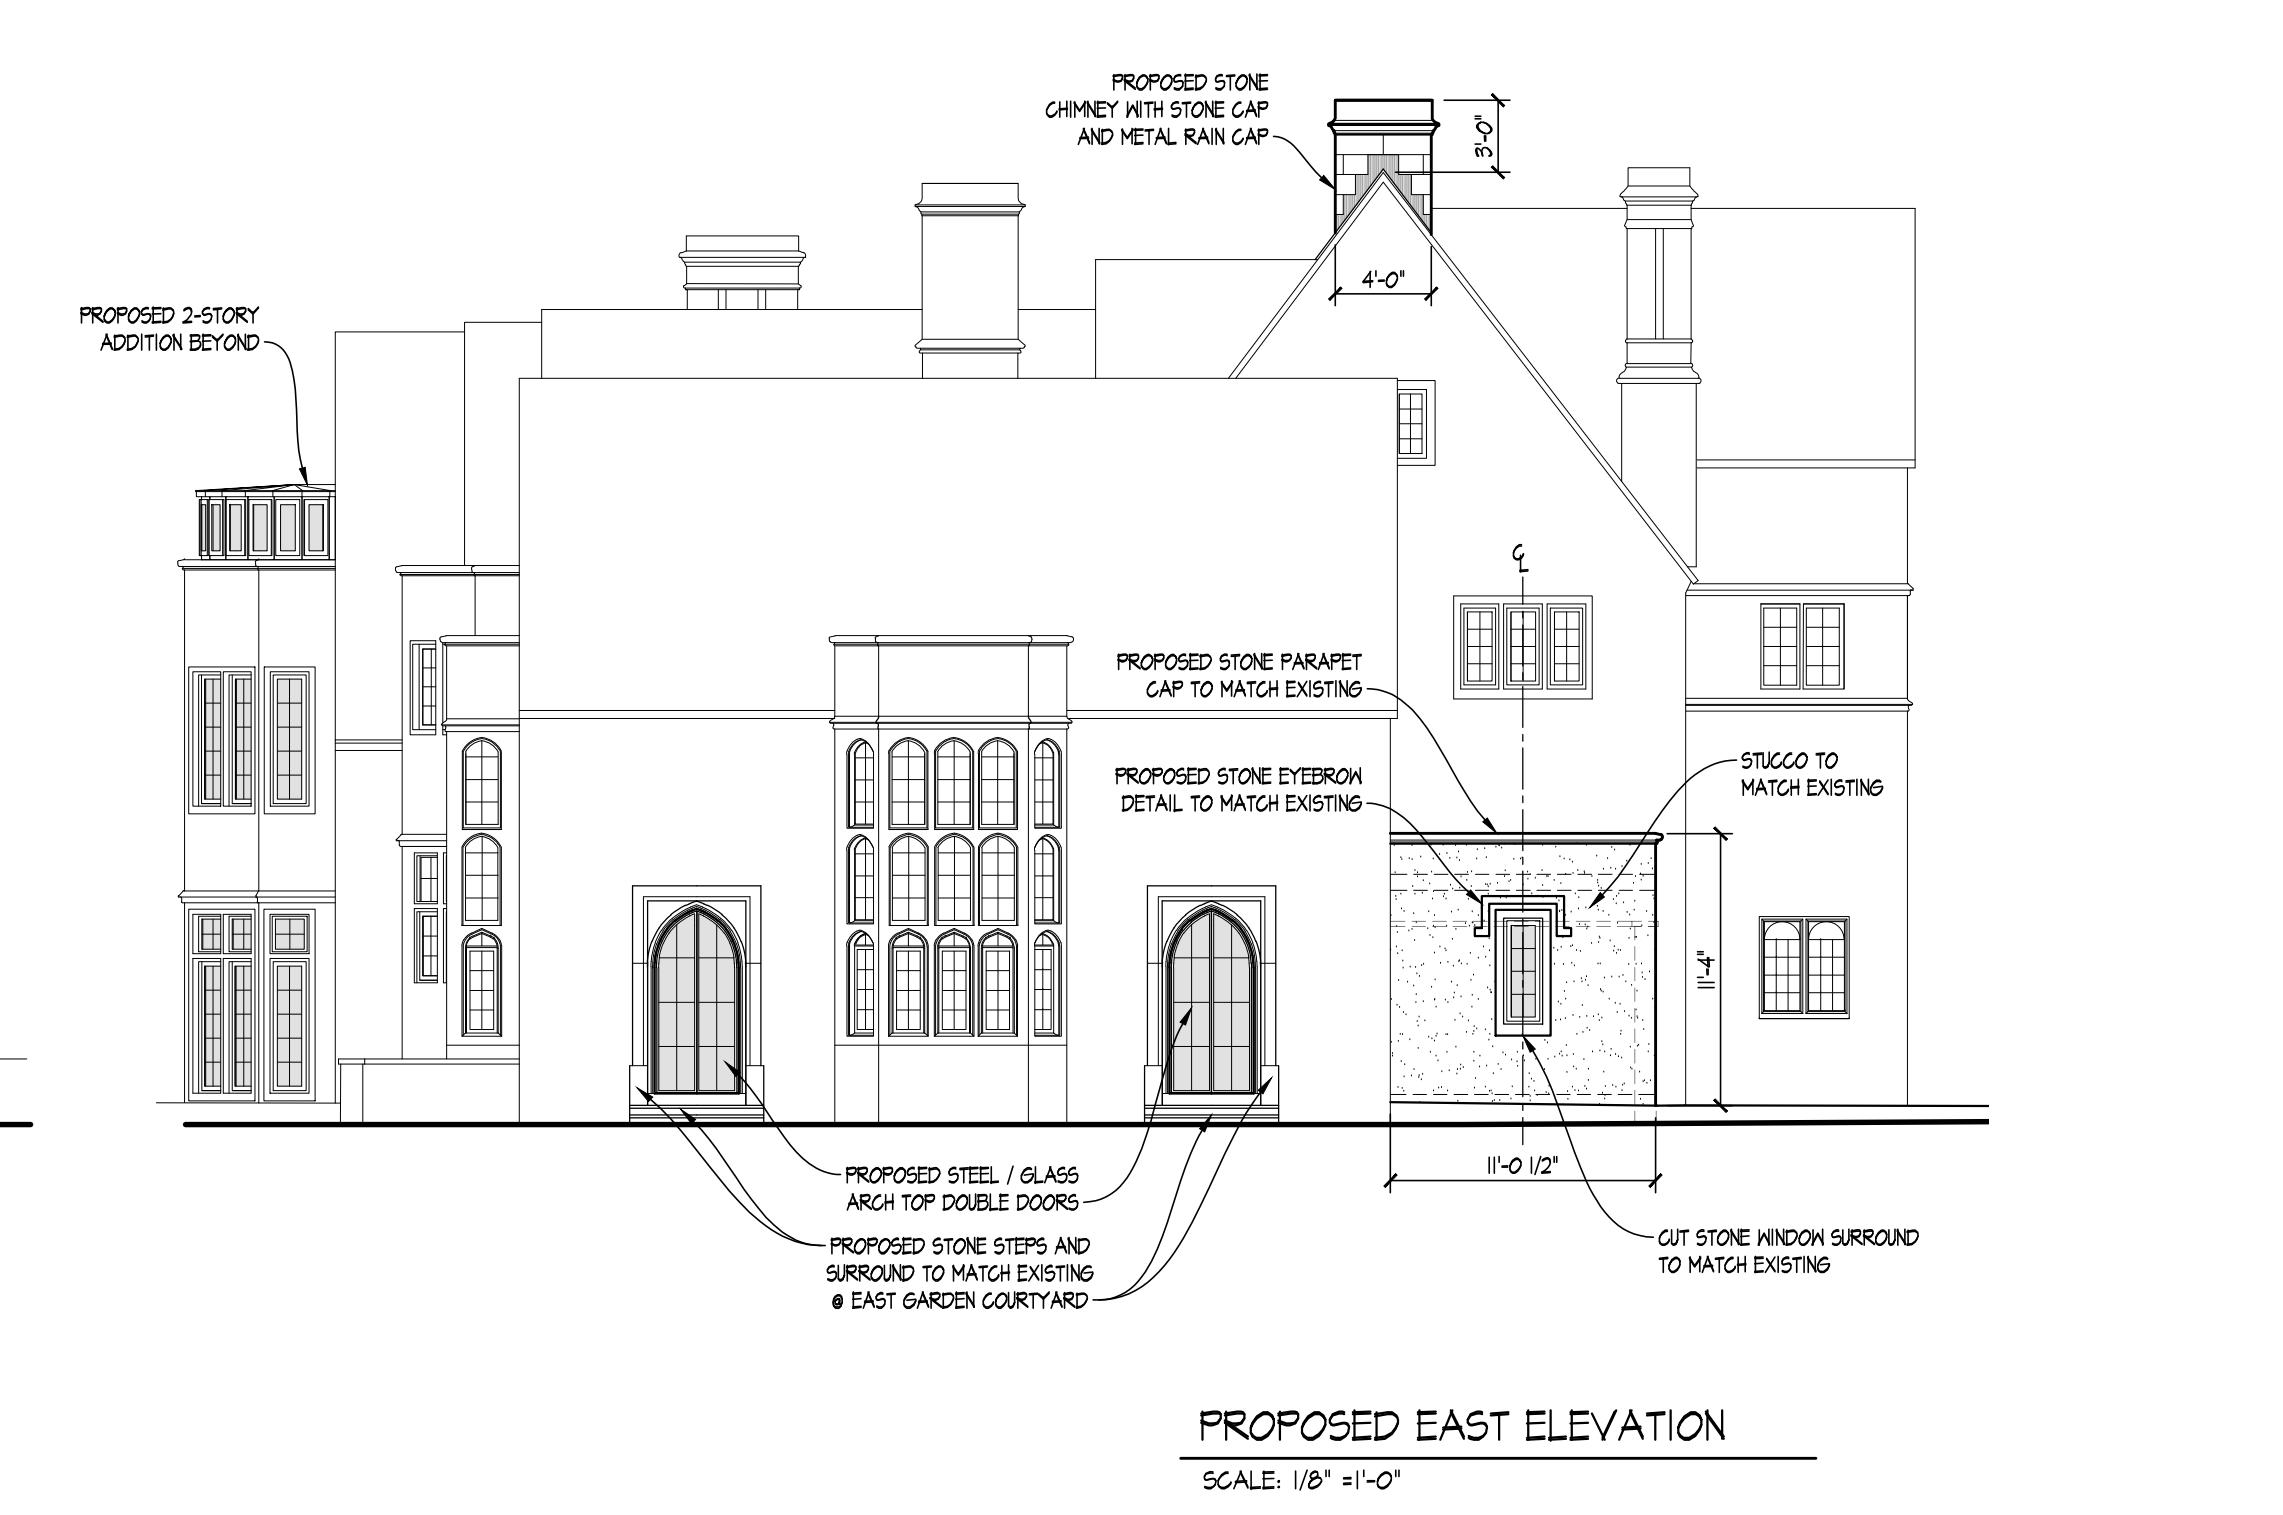 PROPOSED STONE
CHIMNEY WITH STONE CAP
AND METAL RAIN CAP
3'-0"
4'-0"
PROPOSED 2-STORY
ADDITION BEYOND
CL
PROPOSED STONE PARAPET
CAP TO MATCH EXISTING
STUCCO TO
MATCH EXISTING
PROPOSED STONE EYEBROW
DETAIL TO MATCH EXISTING
11'-4"
11'-0 1/2"
PROPOSED STEEL / GLASS
ARCH TOP DOUBLE DOORS
PROPOSED STONE STEPS AND
SURROUND TO MATCH EXISTING
@ EAST GARDEN COURTYARD
CUT STONE WINDOW SURROUND
TO MATCH EXISTING
PROPOSED EAST ELEVATION
SCALE: 1/8" =1'-0"